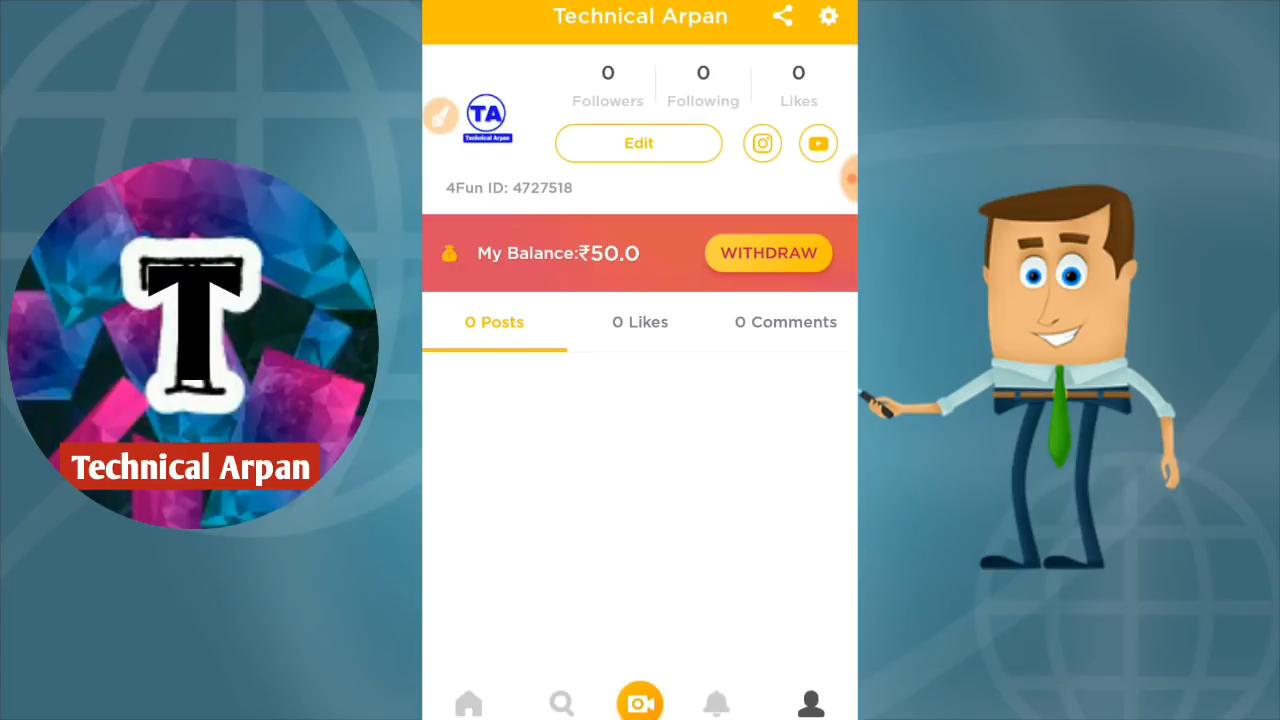 Technical Arpan
0
Followers
0
Following
0
Likes
TA
Technical Arpan
Edit
4Fun ID: 4727518
My Balance:₹50.0
WITHDRAW
0 Posts
0 Likes
0 Comments
T
Technical Arpan